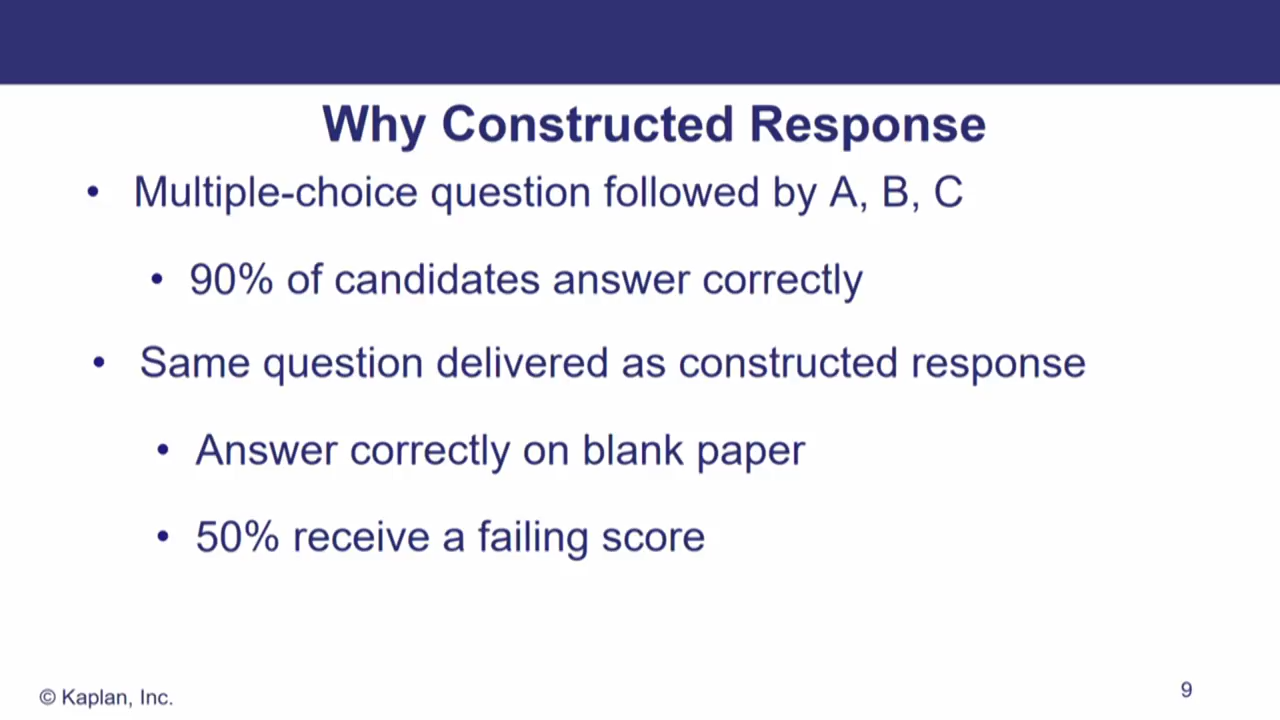 Why Constructed Response
• Multiple-choice question followed by A, B, C
• 90% of candidates answer correctly
• Same question delivered as constructed response
• Answer correctly on blank paper
• 50% receive a failing score
© Kaplan, Inc.
9